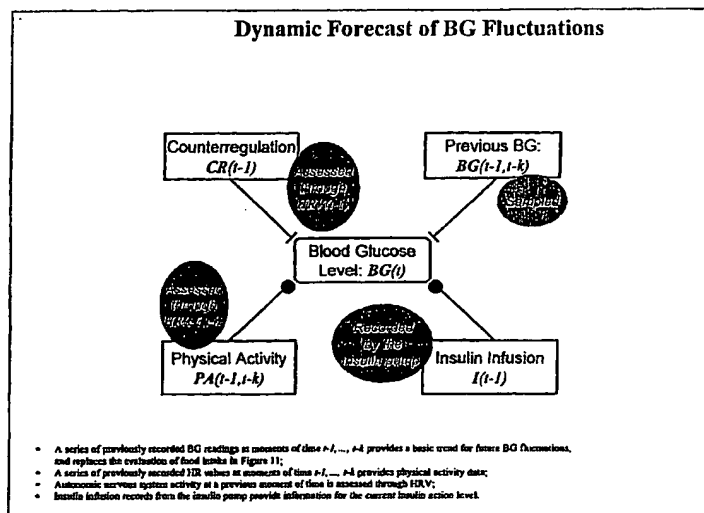 Dynamic Forecast of BG Fluctuations
Counterregulation
CR(t-1)
Previous BG:
BG(t-1,t-k)
Assessed
through
Sampled
Blood Glucose
Level: BG(t)
Assessed
through
Recorded
by the
insulin pump
Physical Activity
PA(t-1,t-k)
Insulin Infusion
I(t-1)
• A series of previously recorded BG readings at moments of time t-1, ..., t-k provides a basic trend for future BG fluctuations,
and replaces the evaluation of food intake in Figure 11;
• A series of previously recorded HR values at moments of time t-1, ..., t-k provides physical activity data;
• Autonomic nervous system activity at a previous moment of time is assessed through HRV;
• Insulin infusion records from the insulin pump provide information for the current insulin action level.